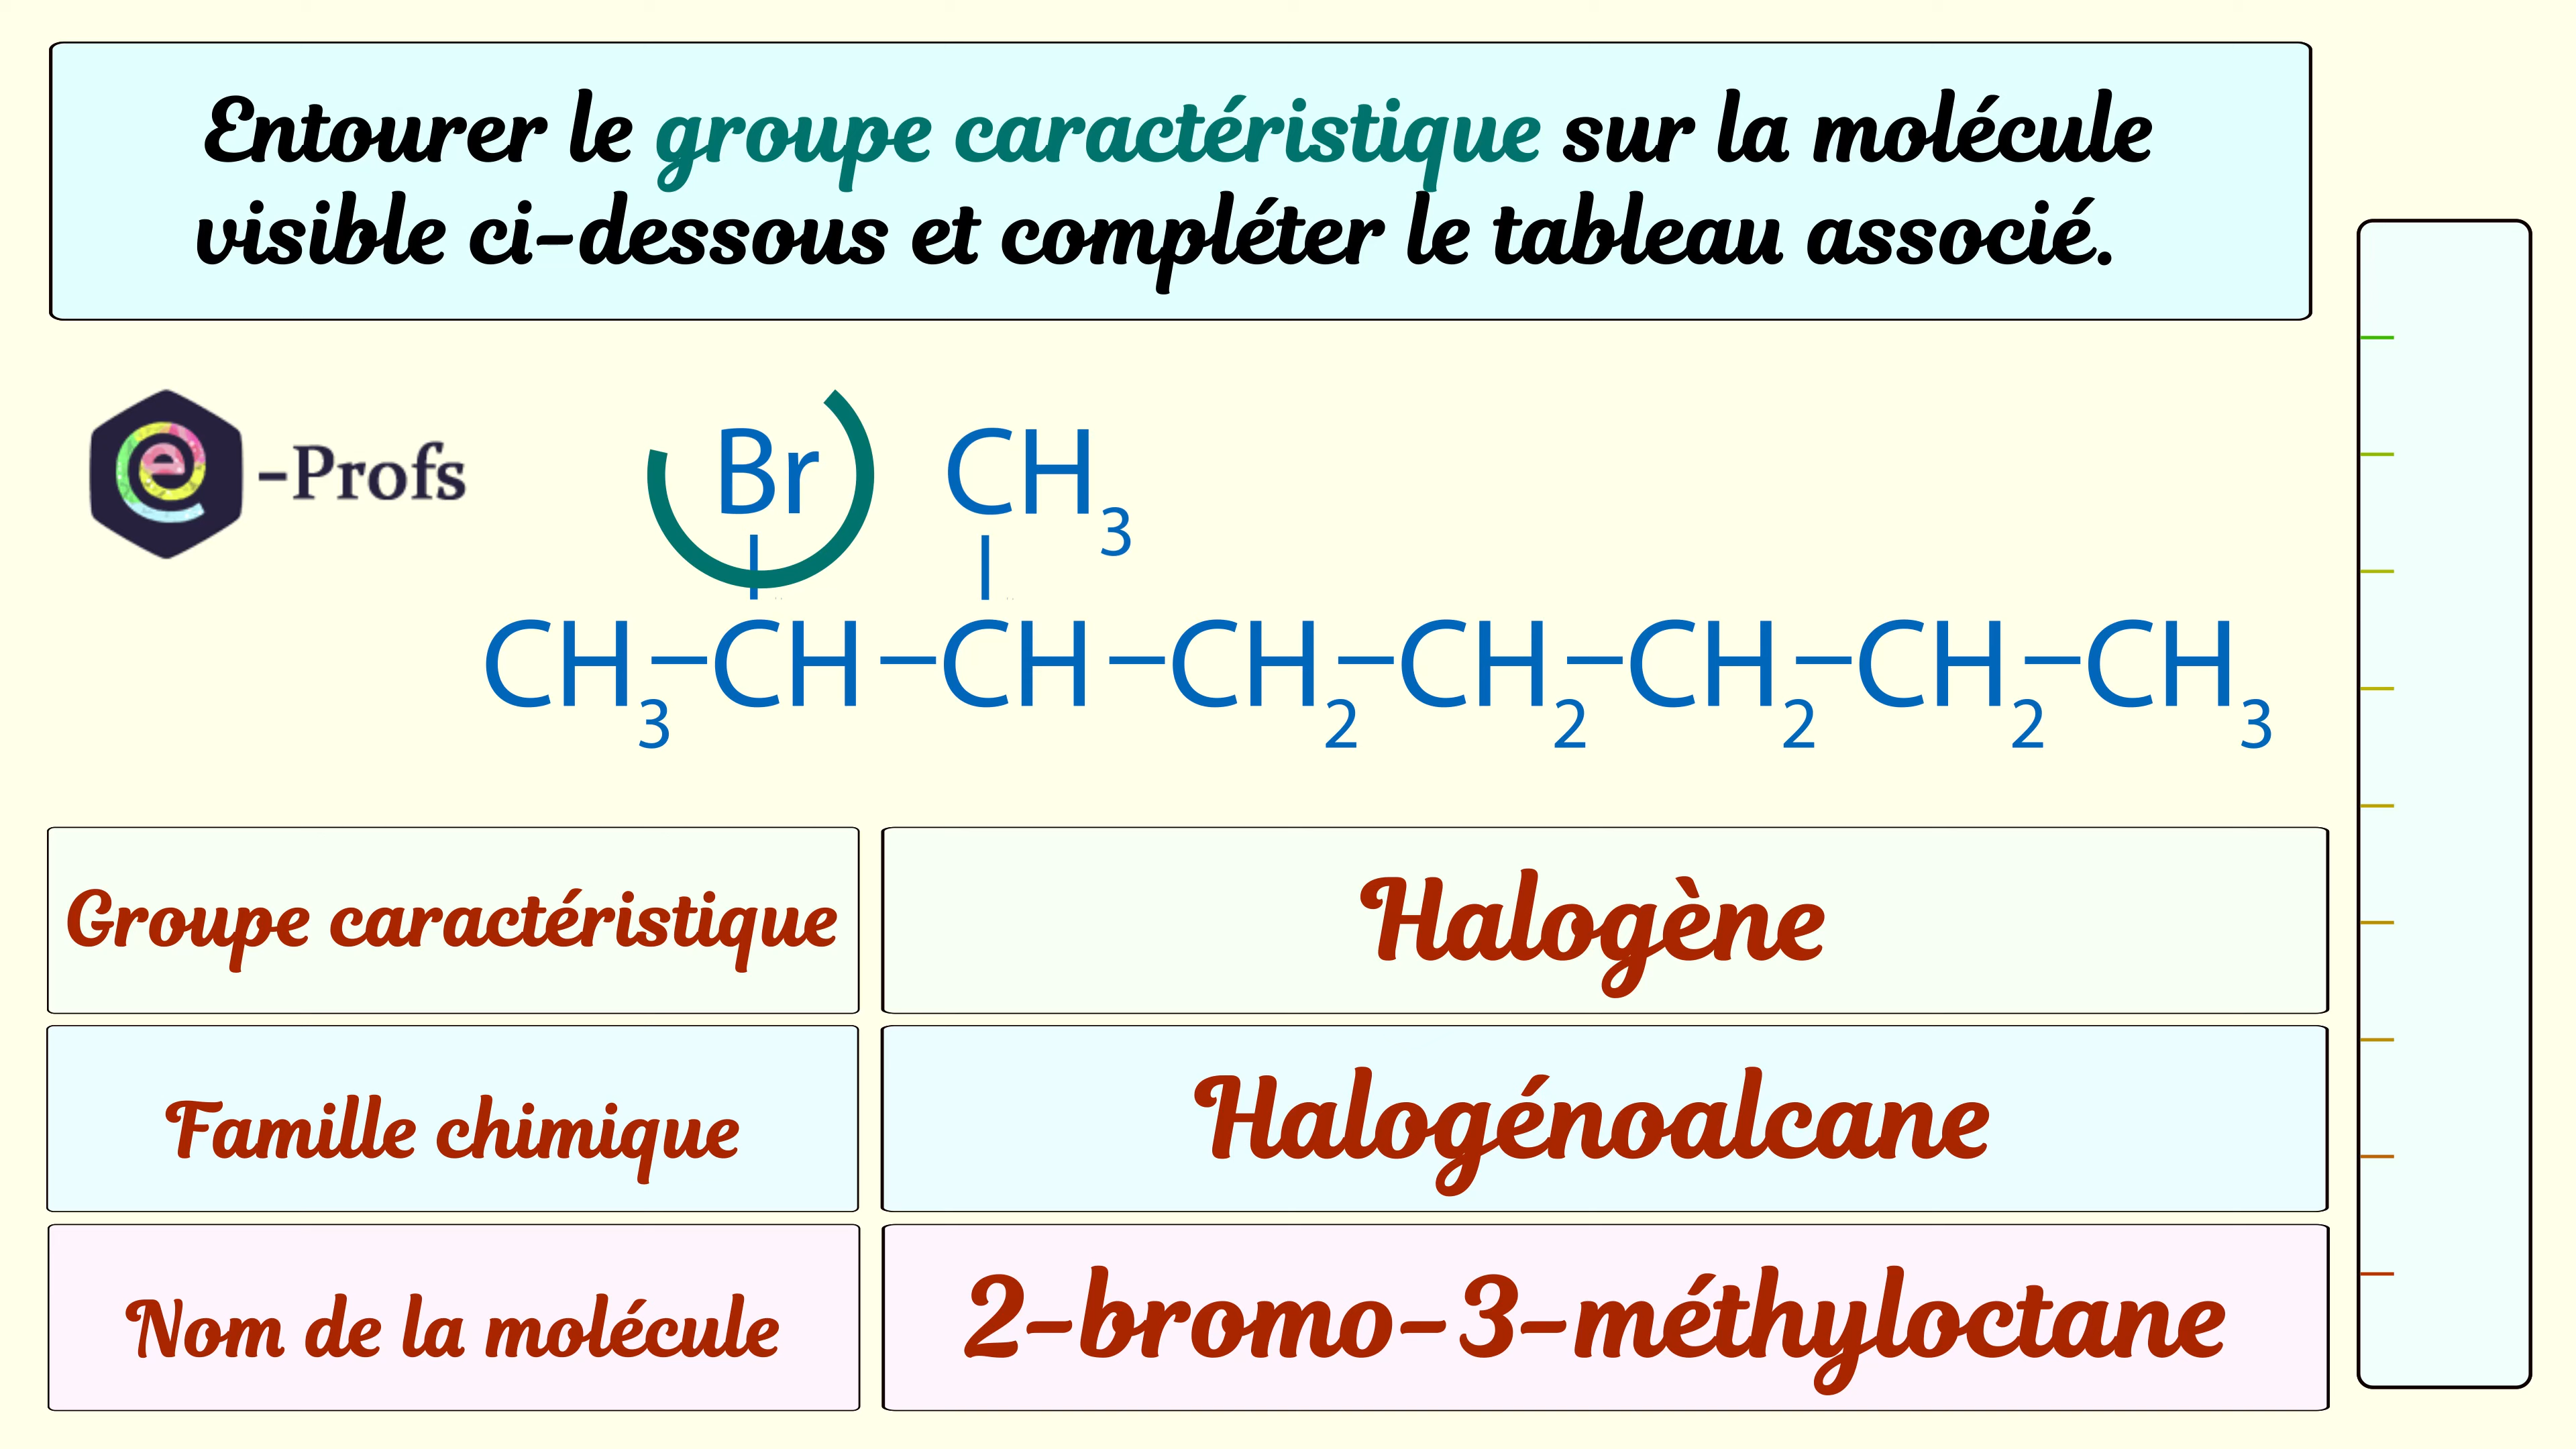 Entourer le groupe caractéristique sur la molécule
visible ci-dessous et compléter le tableau associé.
e-Profs
Br CH3
CH3-CH-CH-CH2-CH2-CH2-CH2-CH3
Groupe caractéristique
Halogène
Famille chimique
Halogénoalcane
Nom de la molécule
2-bromo-3-méthyloctane